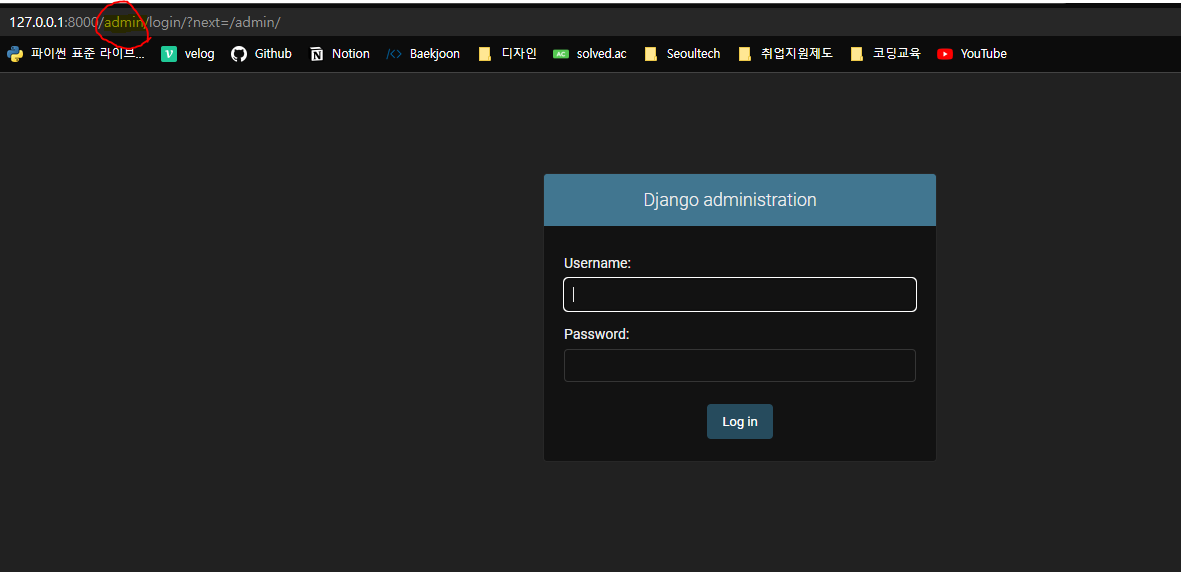 127.0.0.1:8000/admin/login/?next=/admin/
파이썬 표준 라이브... velog Github Notion Baekjoon 디자인 solved.ac Seoultech 취업지원제도 코딩교육 YouTube
Django administration
Username:
Password:
Log in